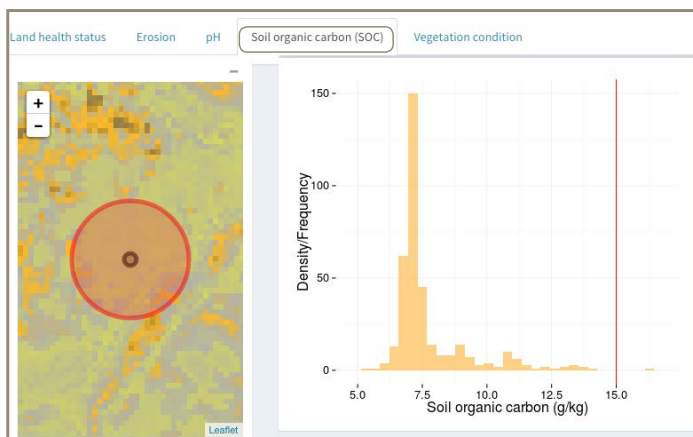 Land health status Erosion pH Soil organic carbon (SOC) Vegetation condition
+
−
Leaflet
Density/Frequency
150
100
50
0
5.0 7.5 10.0 12.5 15.0
Soil organic carbon (g/kg)